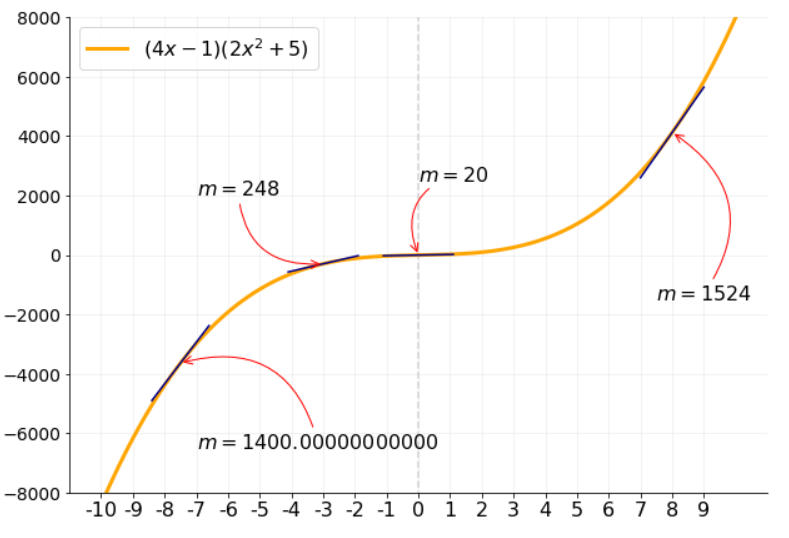 8000
(4x − 1)(2x² + 5)
6000
4000
m = 248
m = 20
2000
0
m = 1524
−2000
−4000
m = 1400.00000000000
−6000
−8000
-10 -9 -8 -7 -6 -5 -4 -3 -2 -1 0 1 2 3 4 5 6 7 8 9